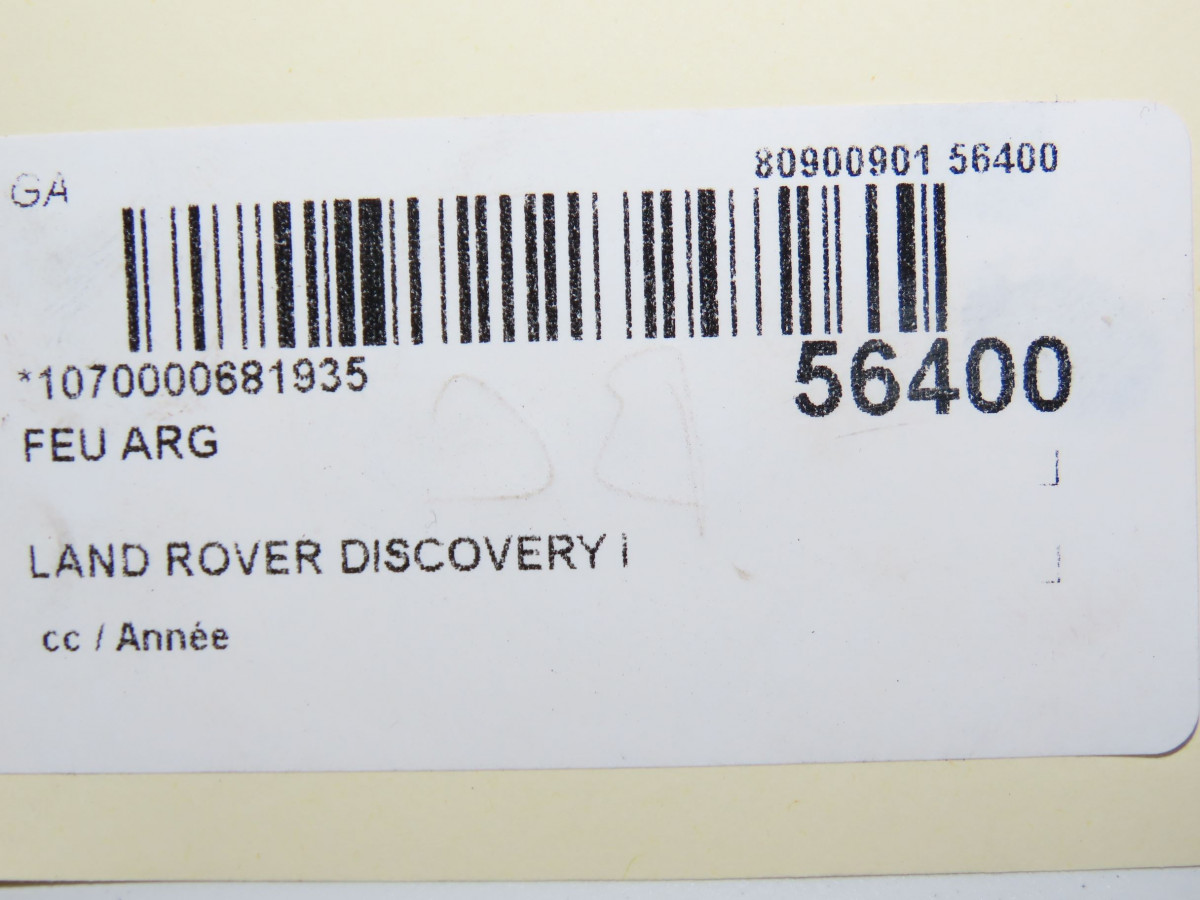 GA
80900901 56400
*1070000681935
56400
FEU ARG
LAND ROVER DISCOVERY I
cc / Année